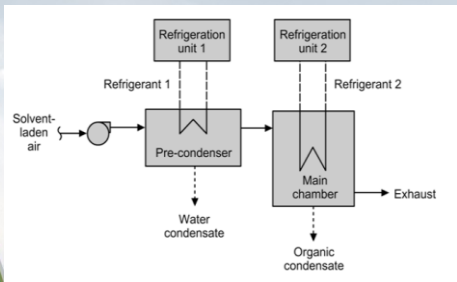 Refrigeration
unit 1
Refrigeration
unit 2
Refrigerant 1
Refrigerant 2
Solvent-
laden
air
Pre-condenser
Main
chamber
Exhaust
Water
condensate
Organic
condensate